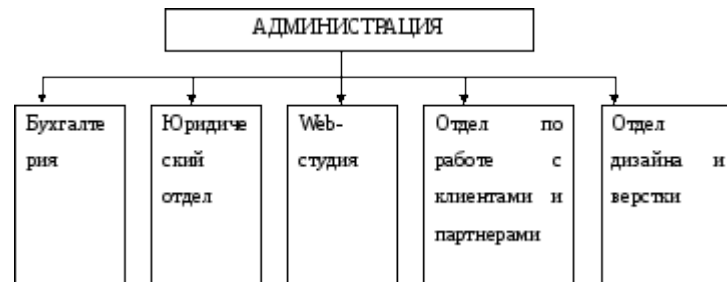 АДМИНИСТРАЦИЯ
Бухгалте
рия
Юридиче
ский
отдел
Web-
студия
Отдел по
работе с
клиентами и
партнерами
Отдел
дизайна и
верстки